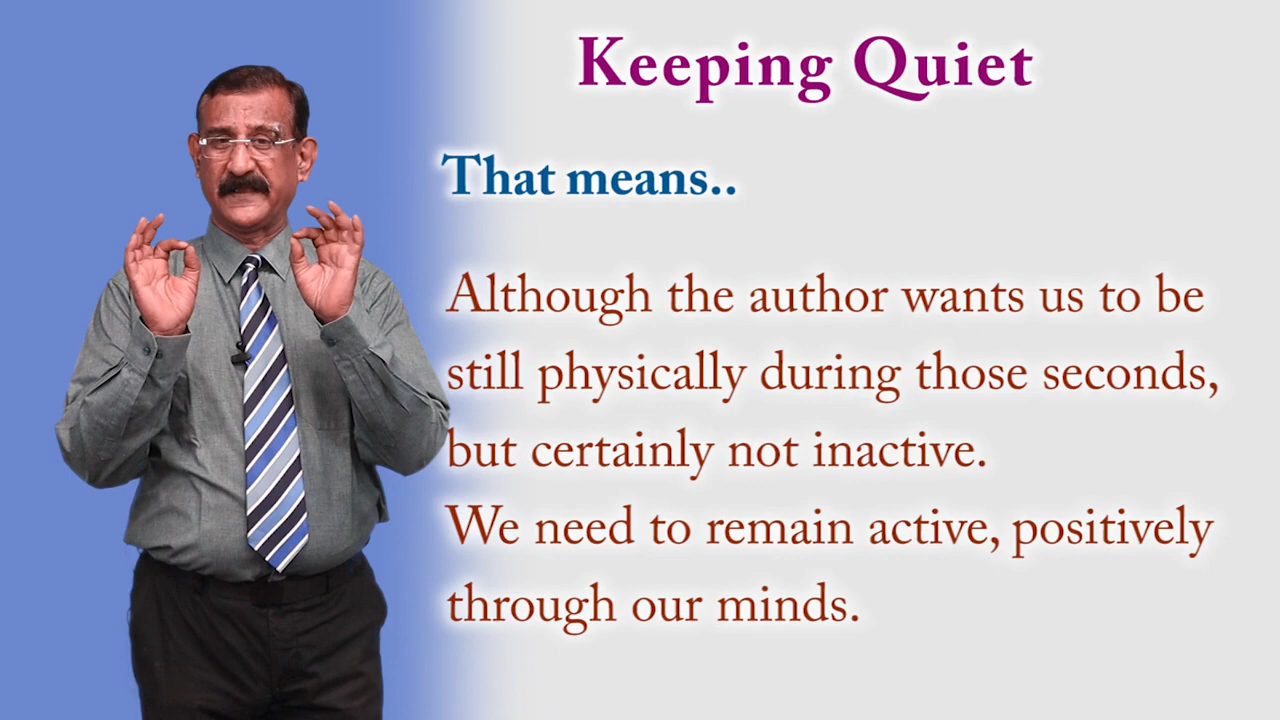 Keeping Quiet
That means..
Although the author wants us to be
still physically during those seconds,
but certainly not inactive.
We need to remain active, positively
through our minds.